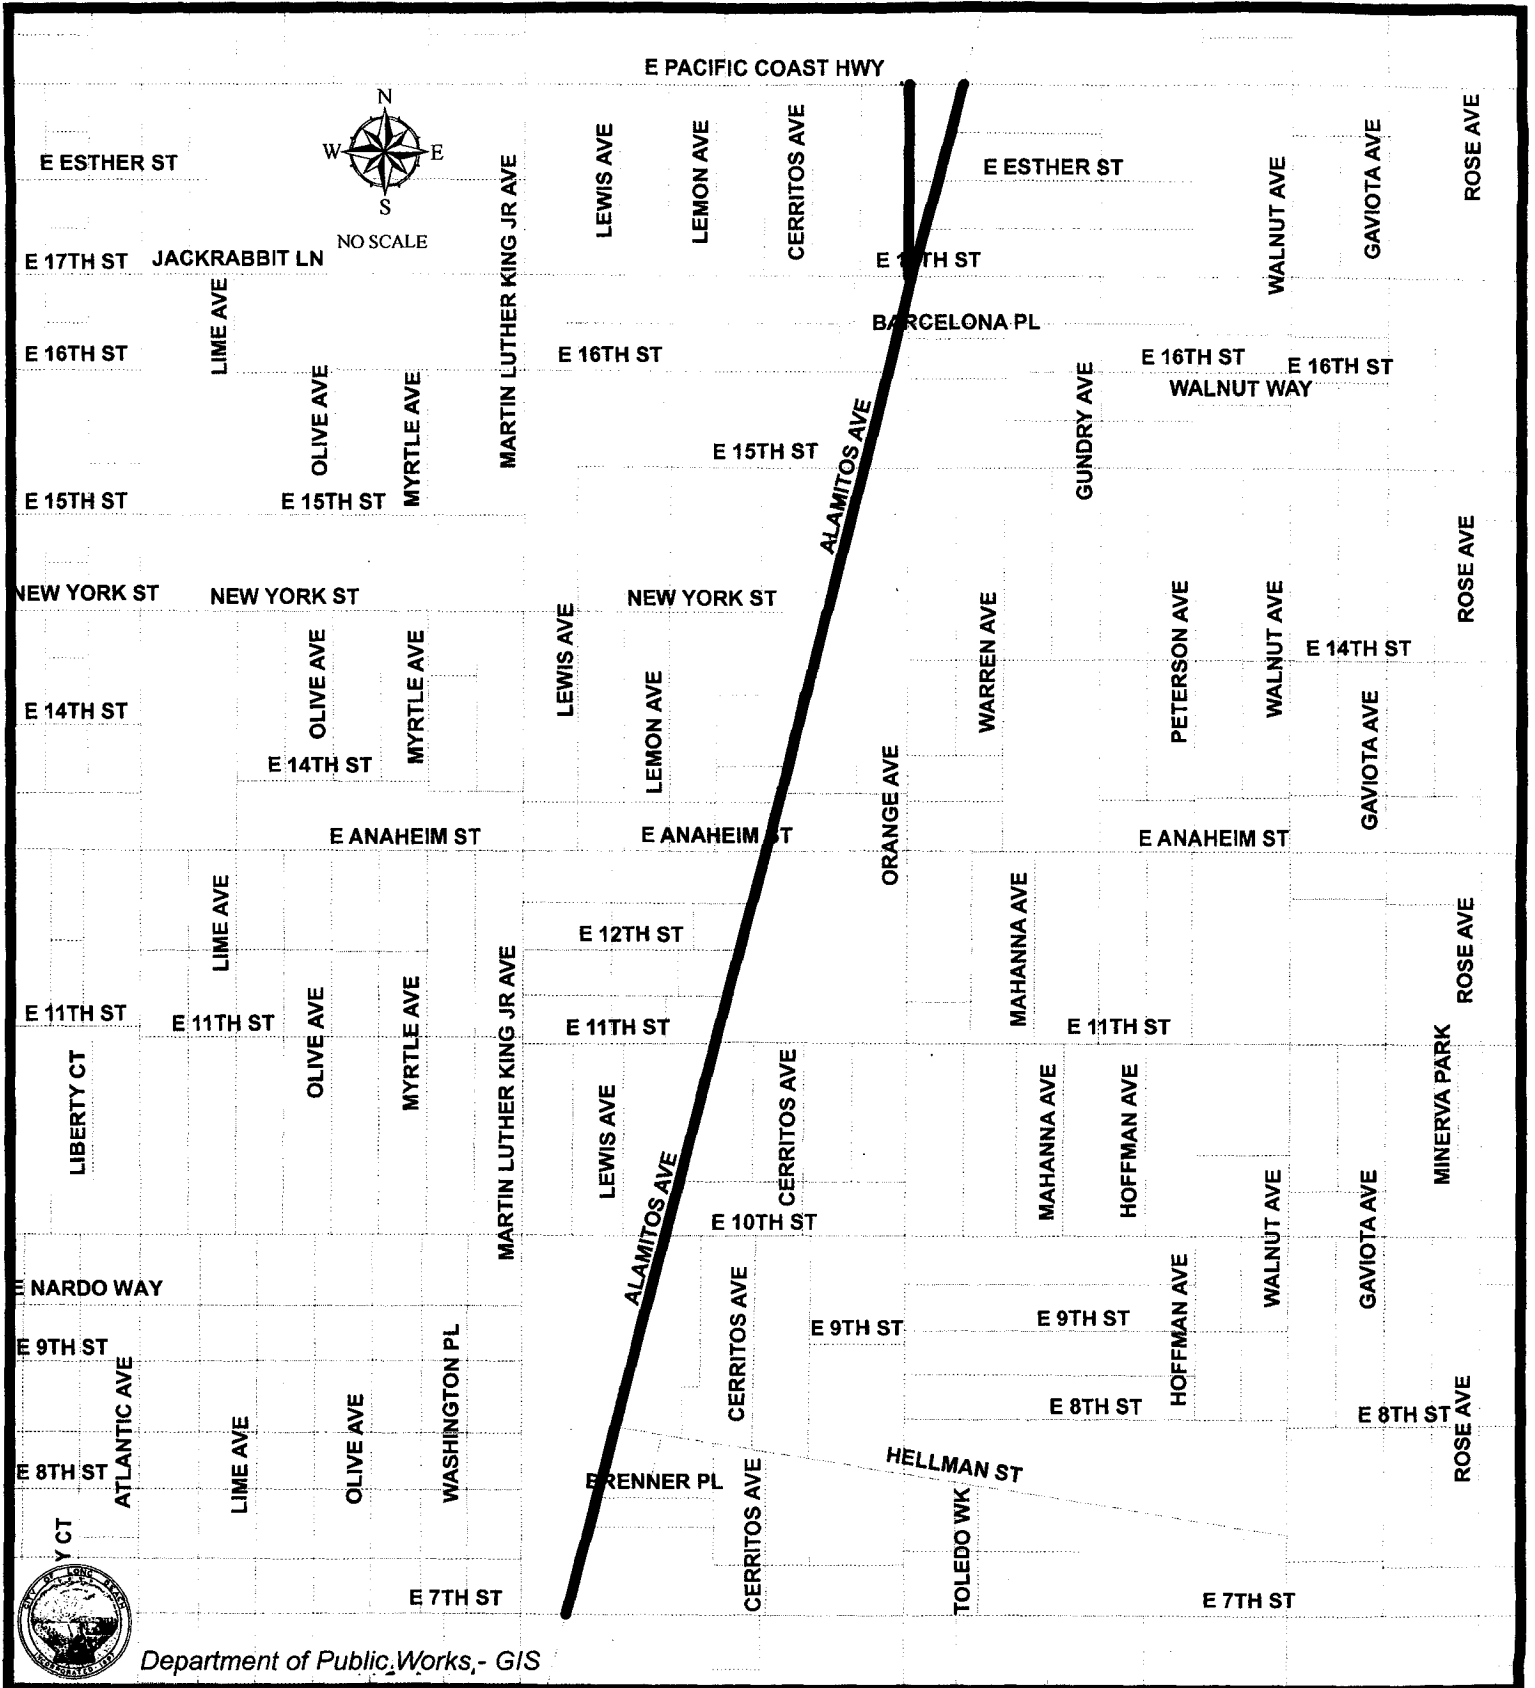 E PACIFIC COAST HWY
N
W E
S
NO SCALE
E ESTHER ST
MARTIN LUTHER KING JR AVE
LEWIS AVE
LEMON AVE
CERRITOS AVE
E ESTHER ST
WALNUT AVE
GAVIOTA AVE
ROSE AVE
E 17TH ST
JACKRABBIT LN
E 17TH ST
LIME AVE
BARCELONA PL
E 16TH ST
E 16TH ST
E 16TH ST
E 16TH ST
WALNUT WAY
OLIVE AVE
MYRTLE AVE
ALAMITOS AVE
GUNDRY AVE
E 15TH ST
E 15TH ST
E 15TH ST
ROSE AVE
NEW YORK ST
NEW YORK ST
NEW YORK ST
LEWIS AVE
WARREN AVE
PETERSON AVE
WALNUT AVE
OLIVE AVE
MYRTLE AVE
E 14TH ST
LEMON AVE
GAVIOTA AVE
E 14TH ST
E 14TH ST
ORANGE AVE
E ANAHEIM ST
E ANAHEIM ST
E ANAHEIM ST
LIME AVE
MAHANNA AVE
ROSE AVE
E 12TH ST
MARTIN LUTHER KING JR AVE
OLIVE AVE
MYRTLE AVE
E 11TH ST
E 11TH ST
E 11TH ST
E 11TH ST
LIBERTY CT
LEWIS AVE
CERRITOS AVE
MAHANNA AVE
HOFFMAN AVE
MINERVA PARK
ALAMITOS AVE
E 10TH ST
WALNUT AVE
GAVIOTA AVE
E NARDO WAY
CERRITOS AVE
HOFFMAN AVE
E 9TH ST
E 9TH ST
E 9TH ST
ATLANTIC AVE
WASHINGTON PL
LIME AVE
OLIVE AVE
E 8TH ST
E 8TH ST
ROSE AVE
E 8TH ST
BRENNER PL
HELLMAN ST
CERRITOS AVE
TOLEDO WK
Y CT
E 7TH ST
E 7TH ST
CITY OF LONG BEACH
Department of Public Works - GIS